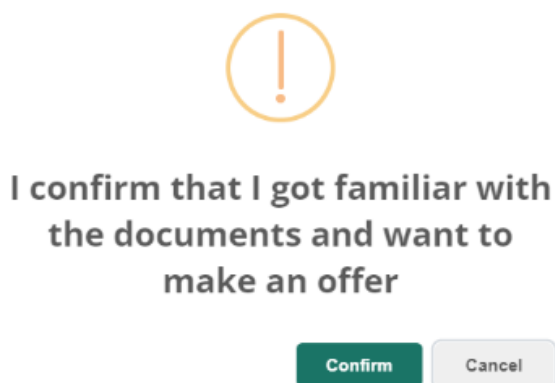 I confirm that I got familiar with
the documents and want to
make an offer
Confirm Cancel